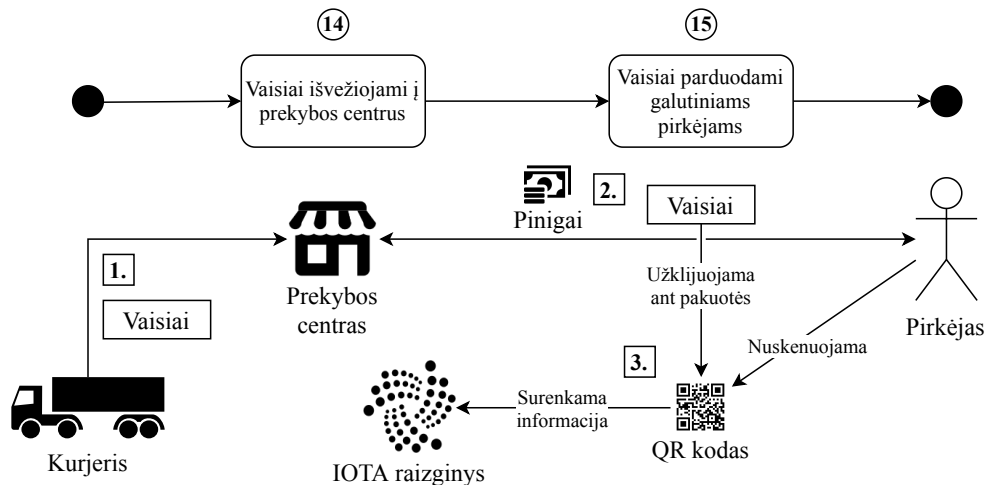 14
15
Vaisiai išvežiojami į
prekybos centrus
Vaisiai parduodami
galutiniams
pirkėjams
2.
Vaisiai
Pinigai
1.
Vaisiai
Užklijuojama
ant pakuotės
Prekybos
centras
Pirkėjas
Nuskenuojama
3.
Surenkama
informacija
Kurjeris
IOTA raizginys
QR kodas